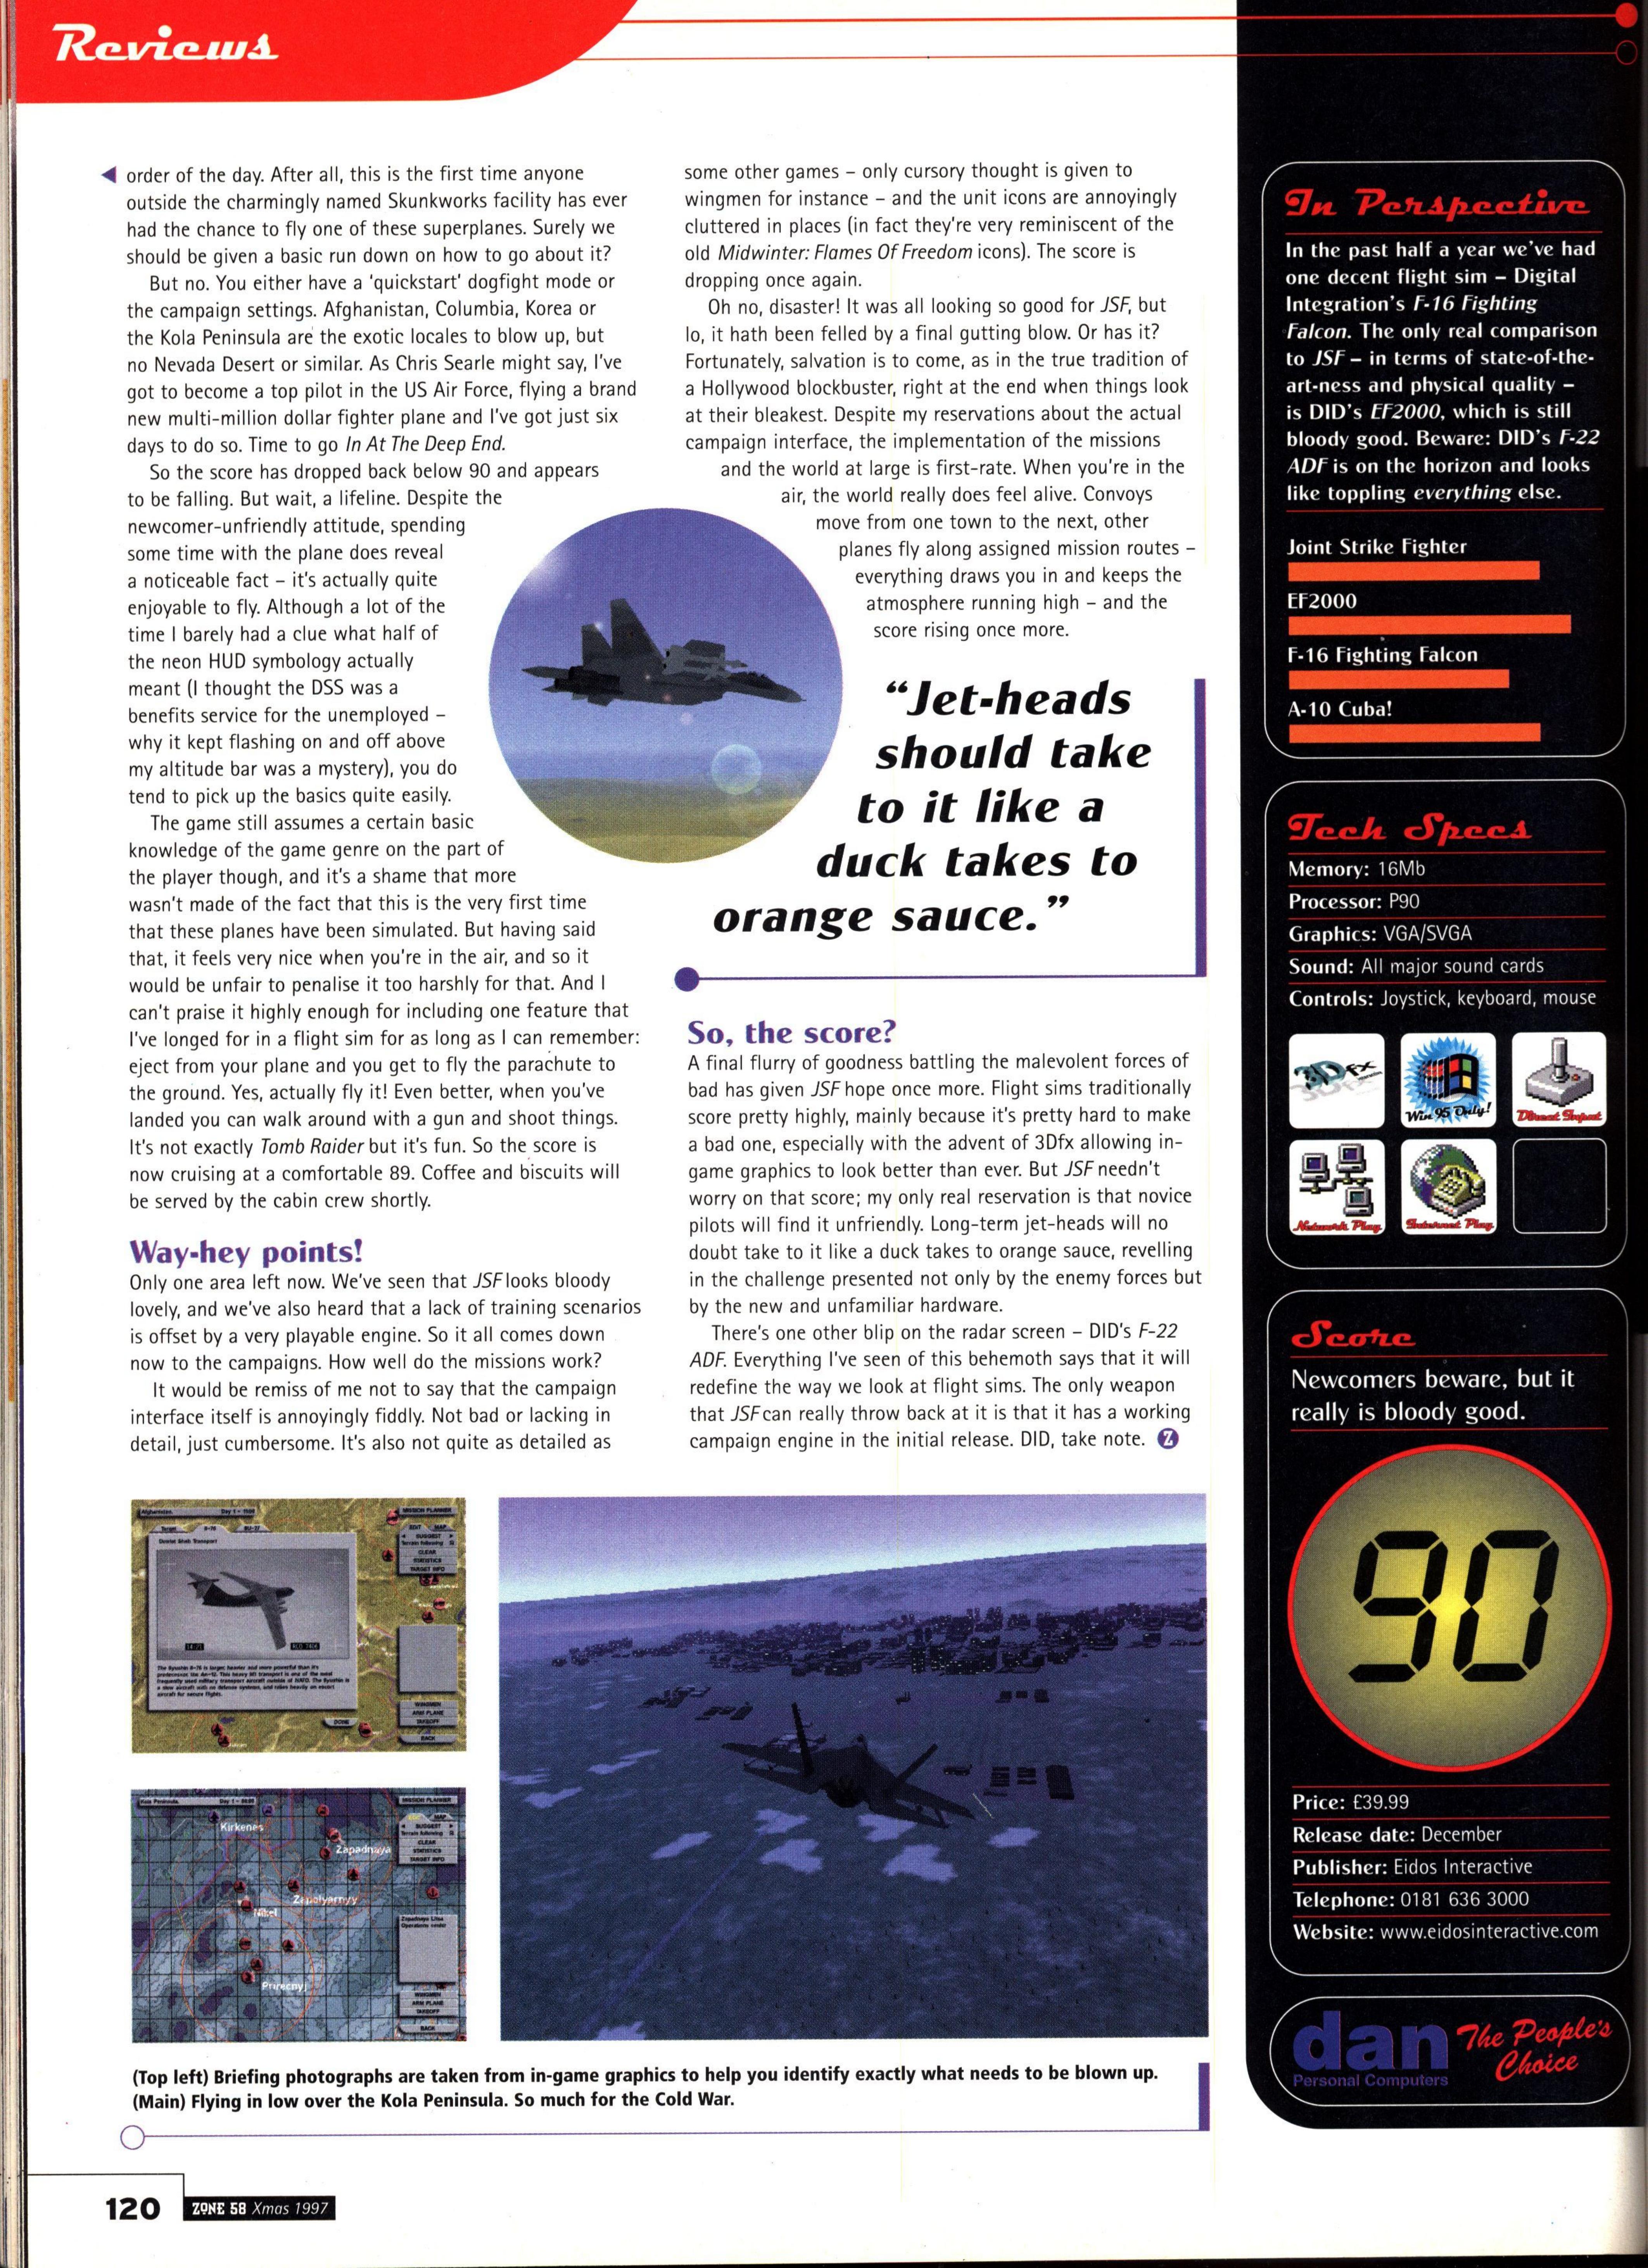 Reviews
order of the day. After all, this is the first time anyone
outside the charmingly named Skunkworks facility has ever
had the chance to fly one of these superplanes. Surely we
should be given a basic run down on how to go about it?
But no. You either have a ‘quickstart’ dogfight mode or
the campaign settings. Afghanistan, Columbia, Korea or
the Kola Peninsula are the exotic locales to blow up, but
no Nevada Desert or similar. As Chris Searle might say, I’ve
got to become a top pilot in the US Air Force, flying a brand
new multi-million dollar fighter plane and I’ve got just six
days to do so. Time to go In At The Deep End.
So the score has dropped back below 90 and appears
to be falling. But wait, a lifeline. Despite the
newcomer-unfriendly attitude, spending
some time with the plane does reveal
a noticeable fact – it’s actually quite
enjoyable to fly. Although a lot of the
time I barely had a clue what half of
the neon HUD symbology actually
meant (I thought the DSS was a
benefits service for the unemployed –
why it kept flashing on and off above
my altitude bar was a mystery), you do
tend to pick up the basics quite easily.
The game still assumes a certain basic
knowledge of the game genre on the part of
the player though, and it’s a shame that more
wasn’t made of the fact that this is the very first time
that these planes have been simulated. But having said
that, it feels very nice when you’re in the air, and so it
would be unfair to penalise it too harshly for that. And I
can’t praise it highly enough for including one feature that
I’ve longed for in a flight sim for as long as I can remember:
eject from your plane and you get to fly the parachute to
the ground. Yes, actually fly it! Even better, when you’ve
landed you can walk around with a gun and shoot things.
It’s not exactly Tomb Raider but it’s fun. So the score is
now cruising at a comfortable 89. Coffee and biscuits will
be served by the cabin crew shortly.
Way-hey points!
Only one area left now. We’ve seen that JSF looks bloody
lovely, and we’ve also heard that a lack of training scenarios
is offset by a very playable engine. So it all comes down
now to the campaigns. How well do the missions work?
It would be remiss of me not to say that the campaign
interface itself is annoyingly fiddly. Not bad or lacking in
detail, just cumbersome. It’s also not quite as detailed as
some other games – only cursory thought is given to
wingmen for instance – and the unit icons are annoyingly
cluttered in places (in fact they’re very reminiscent of the
old Midwinter: Flames Of Freedom icons). The score is
dropping once again.
Oh no, disaster! It was all looking so good for JSF, but
lo, it hath been felled by a final gutting blow. Or has it?
Fortunately, salvation is to come, as in the true tradition of
a Hollywood blockbuster, right at the end when things look
at their bleakest. Despite my reservations about the actual
campaign interface, the implementation of the missions
and the world at large is first-rate. When you’re in the
air, the world really does feel alive. Convoys
move from one town to the next, other
planes fly along assigned mission routes –
everything draws you in and keeps the
atmosphere running high – and the
score rising once more.
“Jet-heads
should take
to it like a
duck takes to
orange sauce.”
So, the score?
A final flurry of goodness battling the malevolent forces of
bad has given JSF hope once more. Flight sims traditionally
score pretty highly, mainly because it’s pretty hard to make
a bad one, especially with the advent of 3Dfx allowing in-
game graphics to look better than ever. But JSF needn’t
worry on that score; my only real reservation is that novice
pilots will find it unfriendly. Long-term jet-heads will no
doubt take to it like a duck takes to orange sauce, revelling
in the challenge presented not only by the enemy forces but
by the new and unfamiliar hardware.
There’s one other blip on the radar screen – DID’s F-22
ADF. Everything I’ve seen of this behemoth says that it will
redefine the way we look at flight sims. The only weapon
that JSF can really throw back at it is that it has a working
campaign engine in the initial release. DID, take note. Z
Afghanistan. Day 1 -
MISSION PLANNER
EDIT MAP
SUGGEST
Terrain following
CLEAR
STATISTICS
TARGET INFO
WINGMEN
ARM PLANE
TAKEOFF
BACK
DONE
Kola Peninsula. Day 1 -
MISSION PLANNER
MAP
SUGGEST
Terrain following
CLEAR
STATISTICS
TARGET INFO
Kirkenes
Zapadnaya
Zapolyarnyy
Nikel
Prirecnyj
WINGMEN
ARM PLANE
TAKEOFF
BACK
(Top left) Briefing photographs are taken from in-game graphics to help you identify exactly what needs to be blown up.
(Main) Flying in low over the Kola Peninsula. So much for the Cold War.
120 ZONE 58 Xmas 1997
In Perspective
In the past half a year we’ve had
one decent flight sim – Digital
Integration’s F-16 Fighting
Falcon. The only real comparison
to JSF – in terms of state-of-the-
art-ness and physical quality –
is DID’s EF2000, which is still
bloody good. Beware: DID’s F-22
ADF is on the horizon and looks
like toppling everything else.
Joint Strike Fighter
EF2000
F-16 Fighting Falcon
A-10 Cuba!
Tech Specs
Memory: 16Mb
Processor: P90
Graphics: VGA/SVGA
Sound: All major sound cards
Controls: Joystick, keyboard, mouse
3Dfx
Win 95 Only!
Direct Input
Network Play
Internet Play
Score
Newcomers beware, but it
really is bloody good.
90
Price: £39.99
Release date: December
Publisher: Eidos Interactive
Telephone: 0181 636 3000
Website: www.eidosinteractive.com
dan
Personal Computers
The People’s
Choice